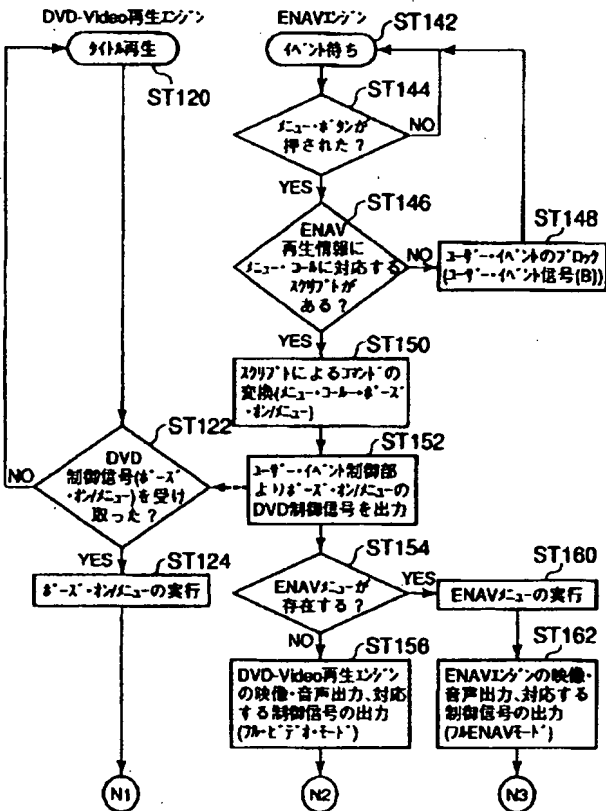 DVD-Video再生エンジン
タイトル再生
ST120
DVD
制御信号(ポーズ
・オン/メニュー)を受け
取った?
ST122
NO
YES
ST124
ポーズ・オン/メニューの実行
N1
ENAVエンジン
ST142
イベント待ち
ST144
メニュー・ボタンが
押された?
NO
YES
ST146
ENAV
再生情報に
メニュー・コールに対応する
スクリプトが
ある?
NO
ST148
ユーザー・イベントのブロック
(ユーザー・イベント信号(B))
YES
ST150
スクリプトによるコマンドの
変換(メニュー・コール→ポーズ
・オン/メニュー)
ST152
ユーザー・イベント制御部
よりポーズ・オン/メニューの
DVD制御信号を出力
ST154
ENAVメニューが
存在する?
YES
ST160
ENAVメニューの実行
NO
ST156
DVD-Video再生エンジン
の映像・音声出力、対応
する制御信号の出力
(フル・ビデオ・モード)
N2
ST162
ENAVエンジンの映像・
音声出力、対応する
制御信号の出力
(フルENAVモード)
N3